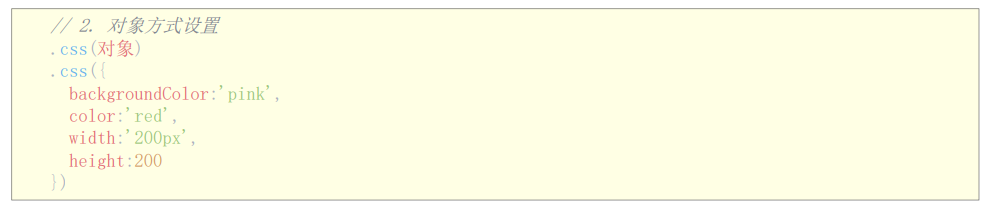 // 2. 对象方式设置
.css(对象)
.css({
  backgroundColor:'pink',
  color:'red',
  width:'200px',
  height:200
})